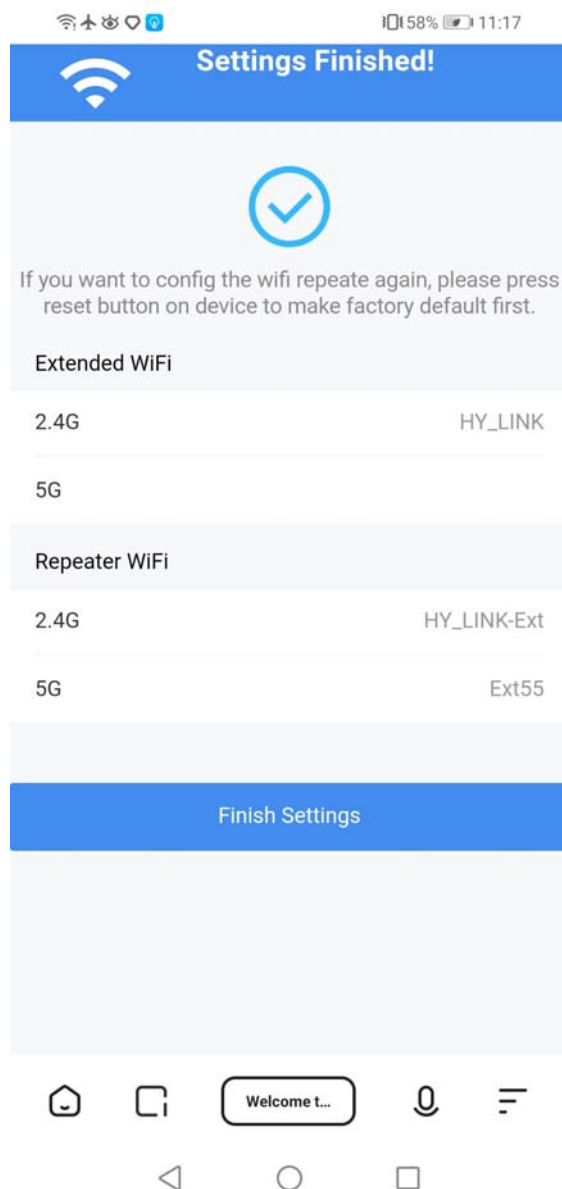 58% 11:17
Settings Finished!
If you want to config the wifi repeate again, please press
reset button on device to make factory default first.
Extended WiFi
2.4G HY_LINK
5G
Repeater WiFi
2.4G HY_LINK-Ext
5G Ext55
Finish Settings
Welcome t...